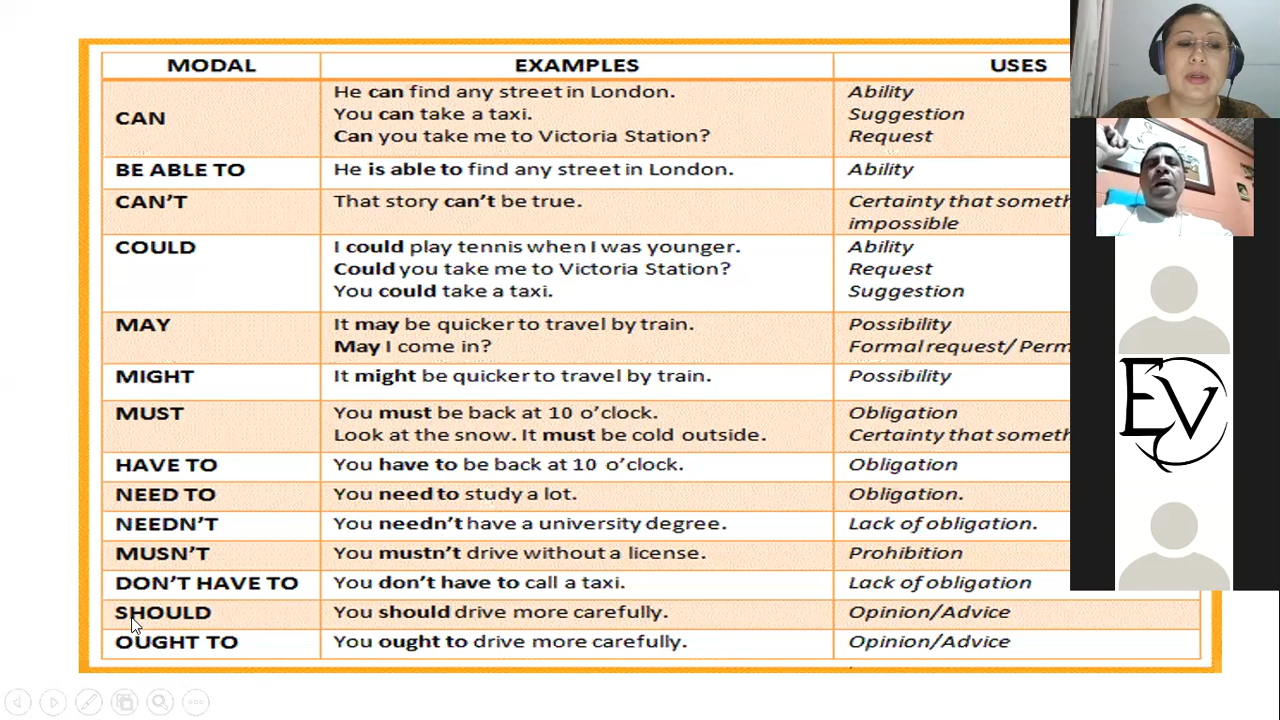 MODAL EXAMPLES USES
CAN
He can find any street in London. Ability
You can take a taxi. Suggestion
Can you take me to Victoria Station? Request
BE ABLE TO He is able to find any street in London. Ability
CAN'T That story can't be true. Certainty that
impossible
COULD I could play tennis when I was younger. Ability
Could you take me to Victoria Station? Request
You could take a taxi. Suggestion
MAY It may be quicker to travel by train. Possibility
May I come in? Formal request/
MIGHT It might be quicker to travel by train. Possibility
MUST You must be back at 10 o'clock. Obligation
Look at the snow. It must be cold outside. Certainty that
HAVE TO You have to be back at 10 o'clock. Obligation
NEED TO You need to study a lot. Obligation.
NEEDN'T You needn't have a university degree. Lack of obligation.
MUSN'T You mustn't drive without a license. Prohibition
DON'T HAVE TO You don't have to call a taxi. Lack of obligation
SHOULD You should drive more carefully. Opinion/Advice
OUGHT TO You ought to drive more carefully. Opinion/Advice
EV